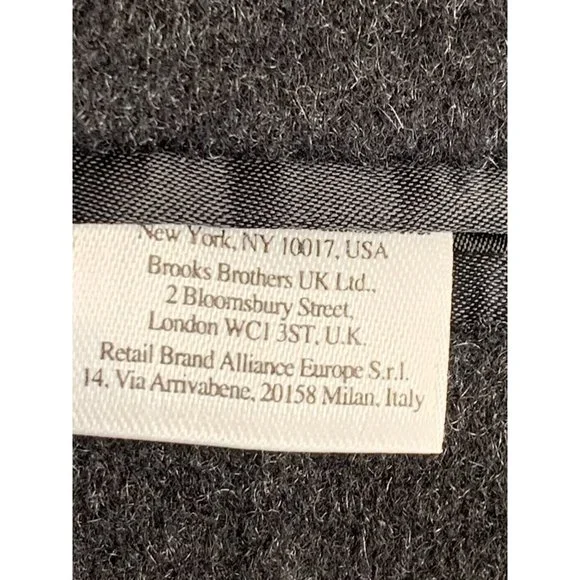 New York, NY 10017, USA
Brooks Brothers UK Ltd.,
2 Bloomsbury Street,
London WC1 3ST, U.K.
Retail Brand Alliance Europe S.r.l.
14, Via Arrivabene, 20158 Milan, Italy